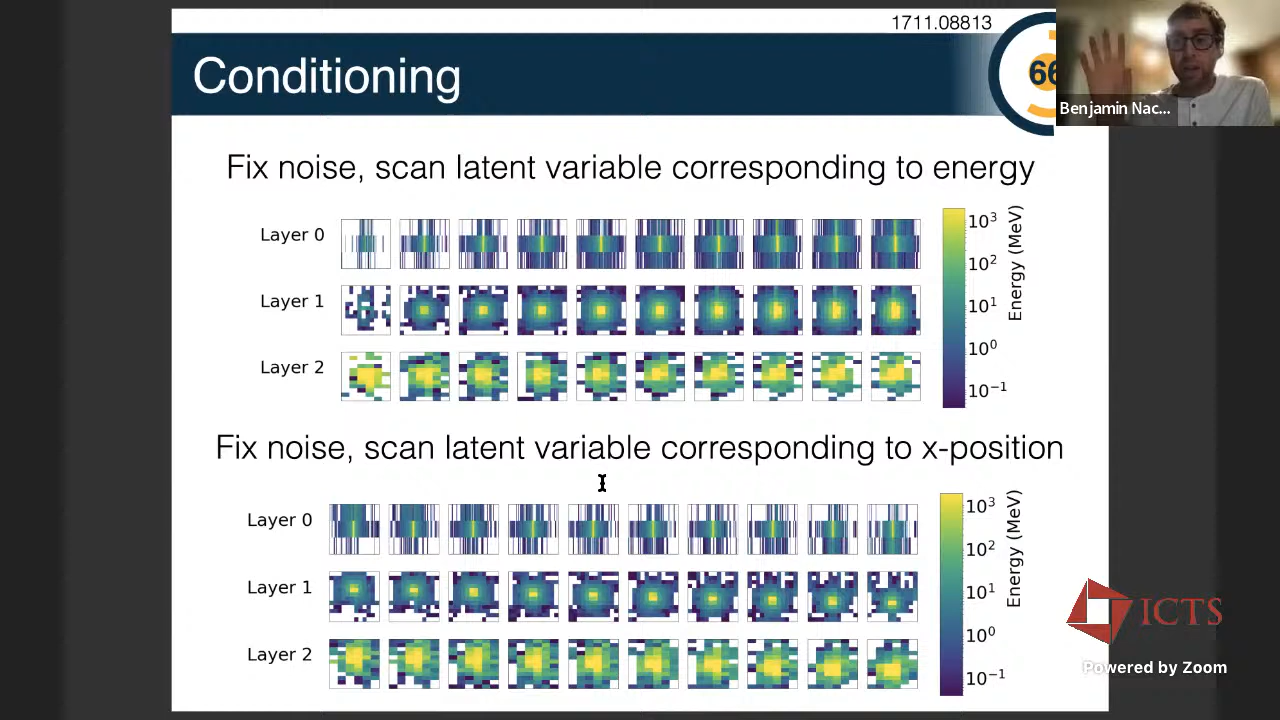 1711.08813
Conditioning
66
Benjamin Nac...
Fix noise, scan latent variable corresponding to energy
Layer 0
Layer 1
Layer 2
10³
10²
10¹
10⁰
10⁻¹
Energy (MeV)
Fix noise, scan latent variable corresponding to x-position
Layer 0
Layer 1
Layer 2
10³
10²
10¹
10⁰
10⁻¹
Energy (MeV)
ICTS
Powered by Zoom